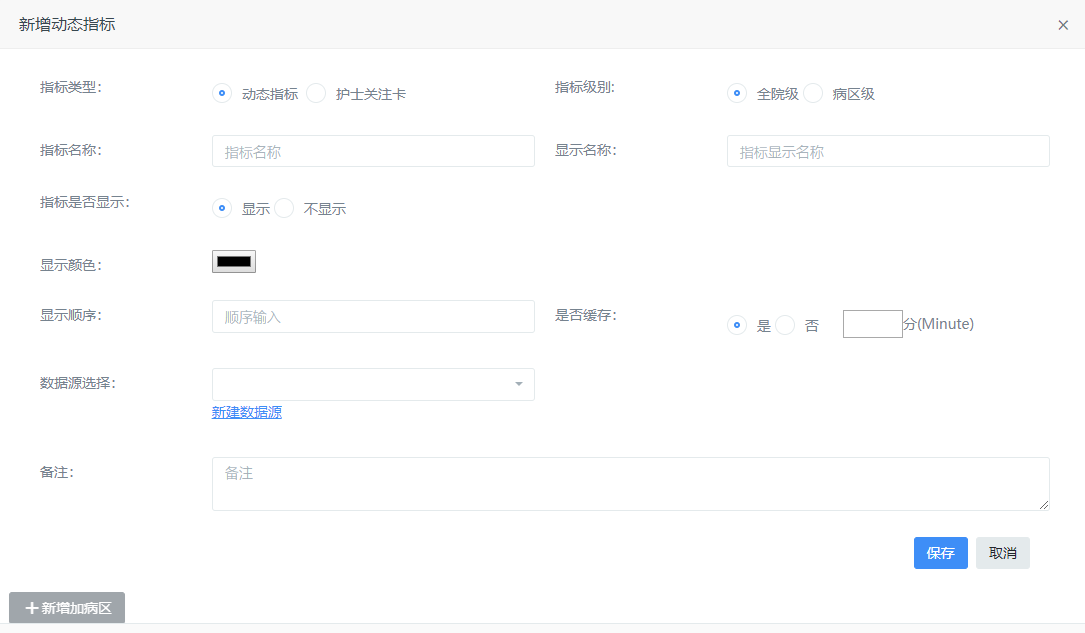 新增动态指标
指标类型： 动态指标 护士关注卡 指标级别： 全院级 病区级
指标名称： 指标名称 显示名称： 指标显示名称
指标是否显示： 显示 不显示
显示颜色：
显示顺序： 顺序输入 是否缓存： 是 否 分(Minute)
数据源选择：
新建数据源
备注： 备注
保存 取消
新增加病区